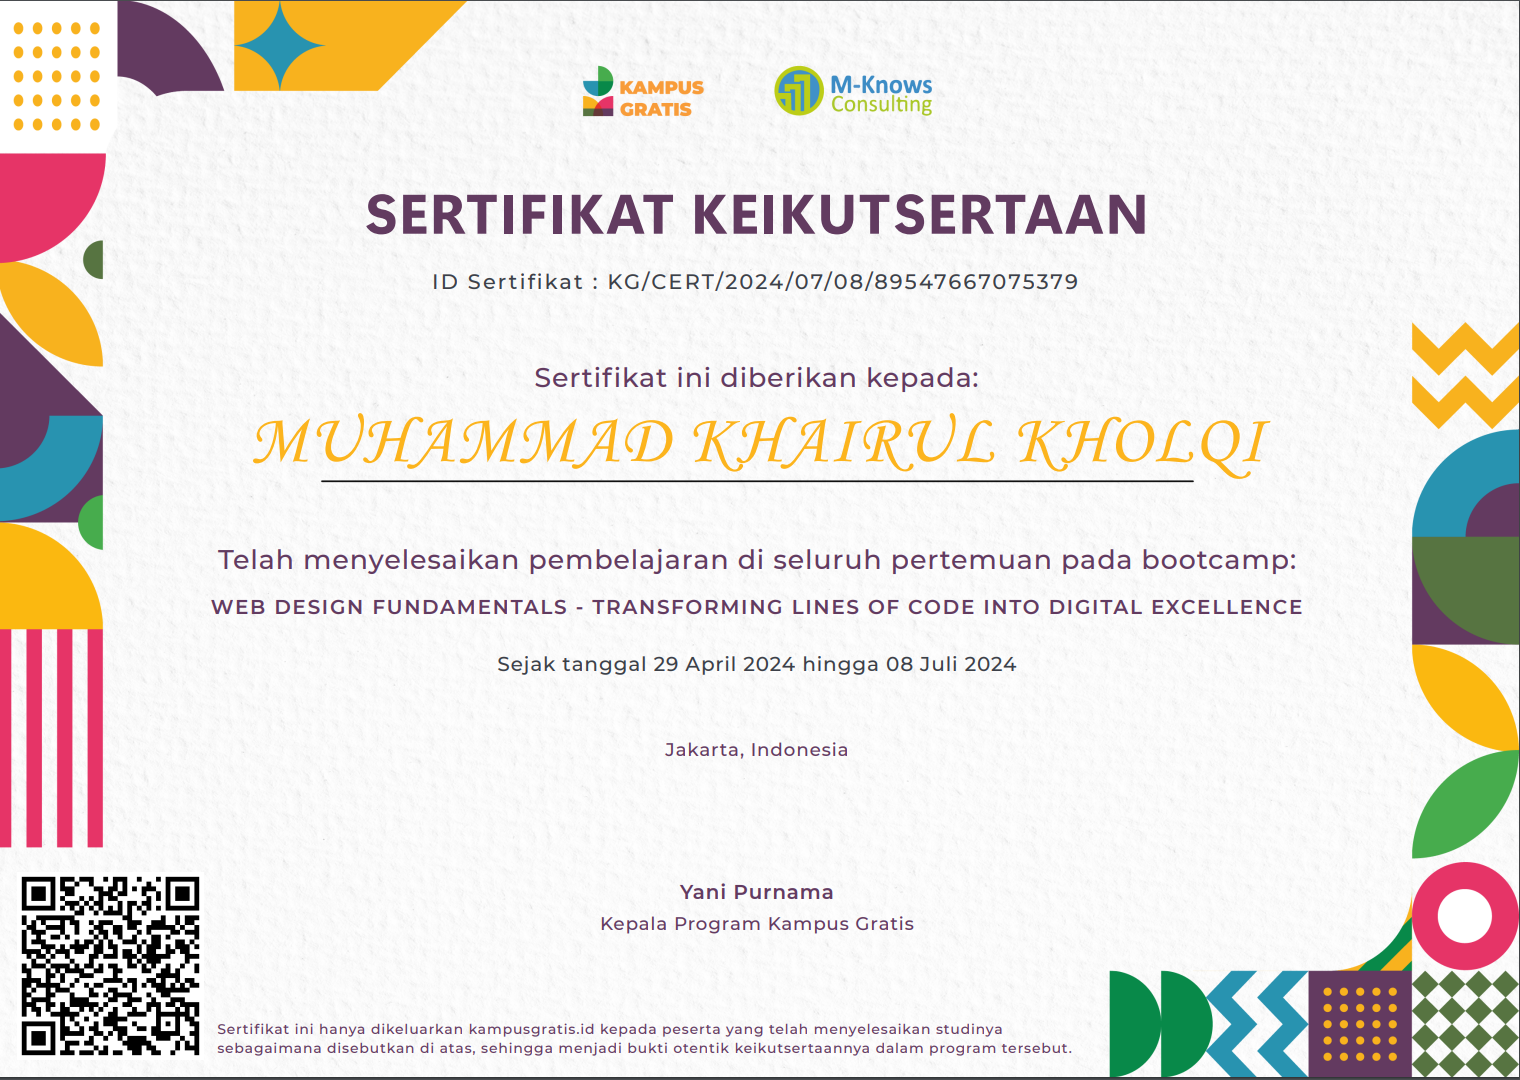 KAMPUS
GRATIS
M-Knows
Consulting
SERTIFIKAT KEIKUTSERTAAN
ID Sertifikat : KG/CERT/2024/07/08/89547667075379
Sertifikat ini diberikan kepada:
MUHAMMAD KHAIRUL KHOLQI
Telah menyelesaikan pembelajaran di seluruh pertemuan pada bootcamp:
WEB DESIGN FUNDAMENTALS - TRANSFORMING LINES OF CODE INTO DIGITAL EXCELLENCE
Sejak tanggal 29 April 2024 hingga 08 Juli 2024
Jakarta, Indonesia
Yani Purnama
Kepala Program Kampus Gratis
Sertifikat ini hanya dikeluarkan kampusgratis.id kepada peserta yang telah menyelesaikan studinya
sebagaimana disebutkan di atas, sehingga menjadi bukti otentik keikutsertaannya dalam program tersebut.